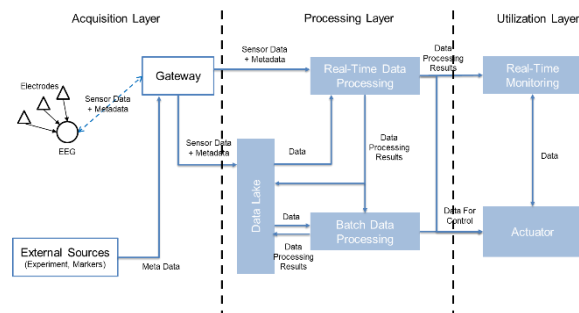 Acquisition Layer
Processing Layer
Utilization Layer
Electrodes
Sensor Data
+ Metadata
EEG
Gateway
Sensor Data
+ Metadata
Real-Time Data
Processing
Data
Processing
Results
Real-Time
Monitoring
Sensor Data
+ Metadata
Data
Data
Processing
Results
Data
Data Lake
Data
Data
Processing
Results
Batch Data
Processing
Data For
Control
Actuator
External Sources
(Experiment, Markers)
Meta Data